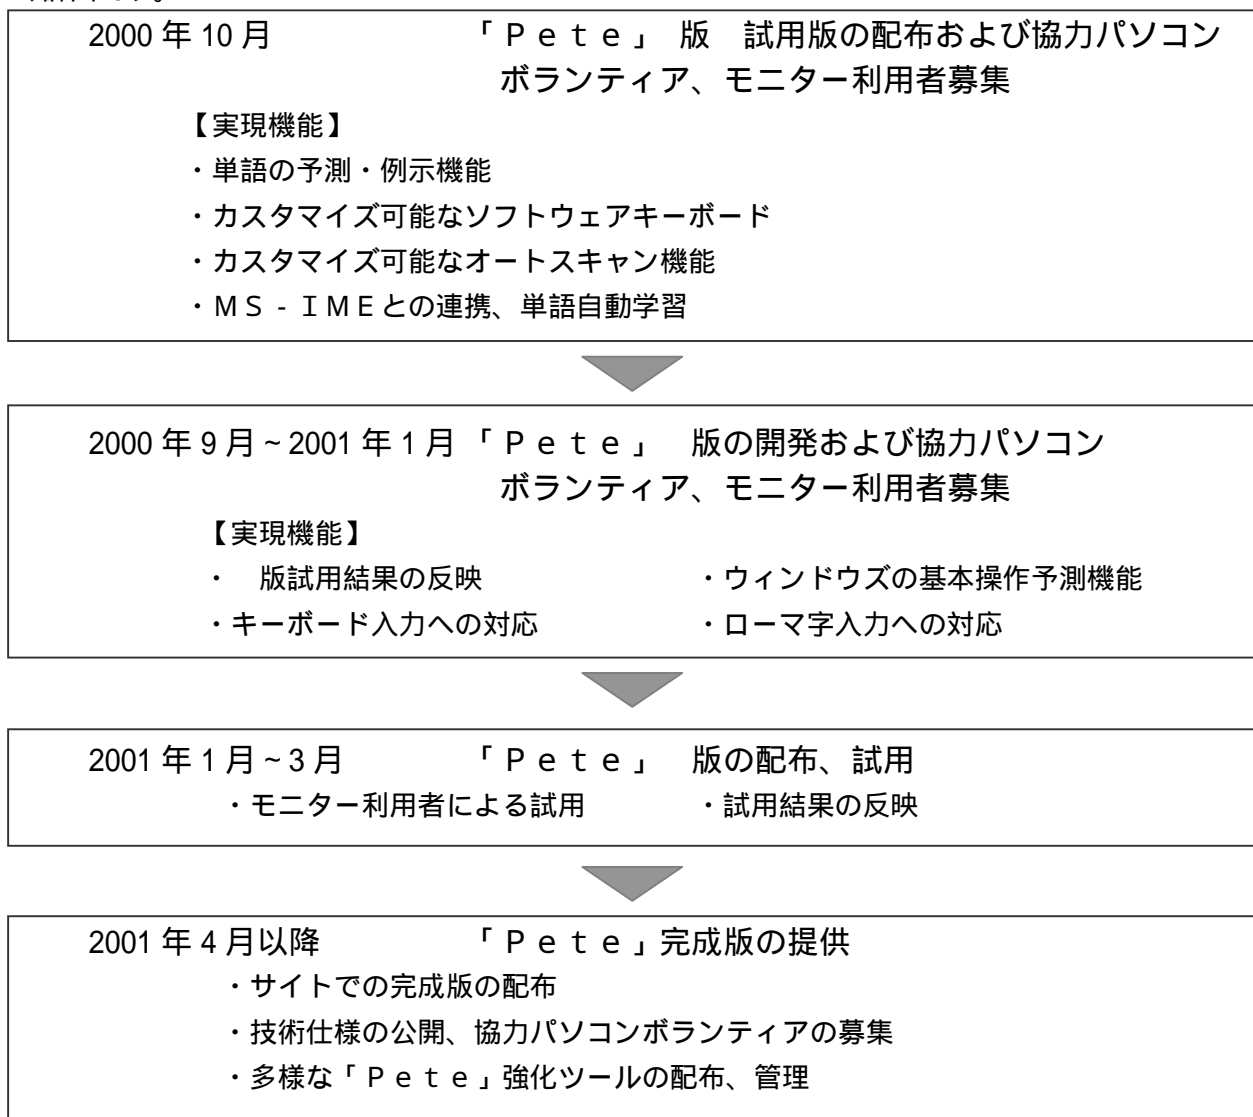 2000 年 10 月 「Ｐｅｔｅ」 版 試用版の配布および協力パソコン
ボランティア、モニター利用者募集
【実現機能】
・単語の予測・例示機能
・カスタマイズ可能なソフトウェアキーボード
・カスタマイズ可能なオートスキャン機能
・ＭＳ‐ＩＭＥとの連携、単語自動学習
2000 年 9 月 ~ 2001 年 1 月 「Ｐｅｔｅ」 版の開発および協力パソコン
ボランティア、モニター利用者募集
【実現機能】
・ 版試用結果の反映 ・ウィンドウズの基本操作予測機能
・キーボード入力への対応 ・ローマ字入力への対応
2001 年 1 月 ~ 3 月 「Ｐｅｔｅ」 版の配布、試用
・モニター利用者による試用 ・試用結果の反映
2001 年 4 月以降 「Ｐｅｔｅ」完成版の提供
・サイトでの完成版の配布
・技術仕様の公開、協力パソコンボランティアの募集
・多様な「Ｐｅｔｅ」強化ツールの配布、管理